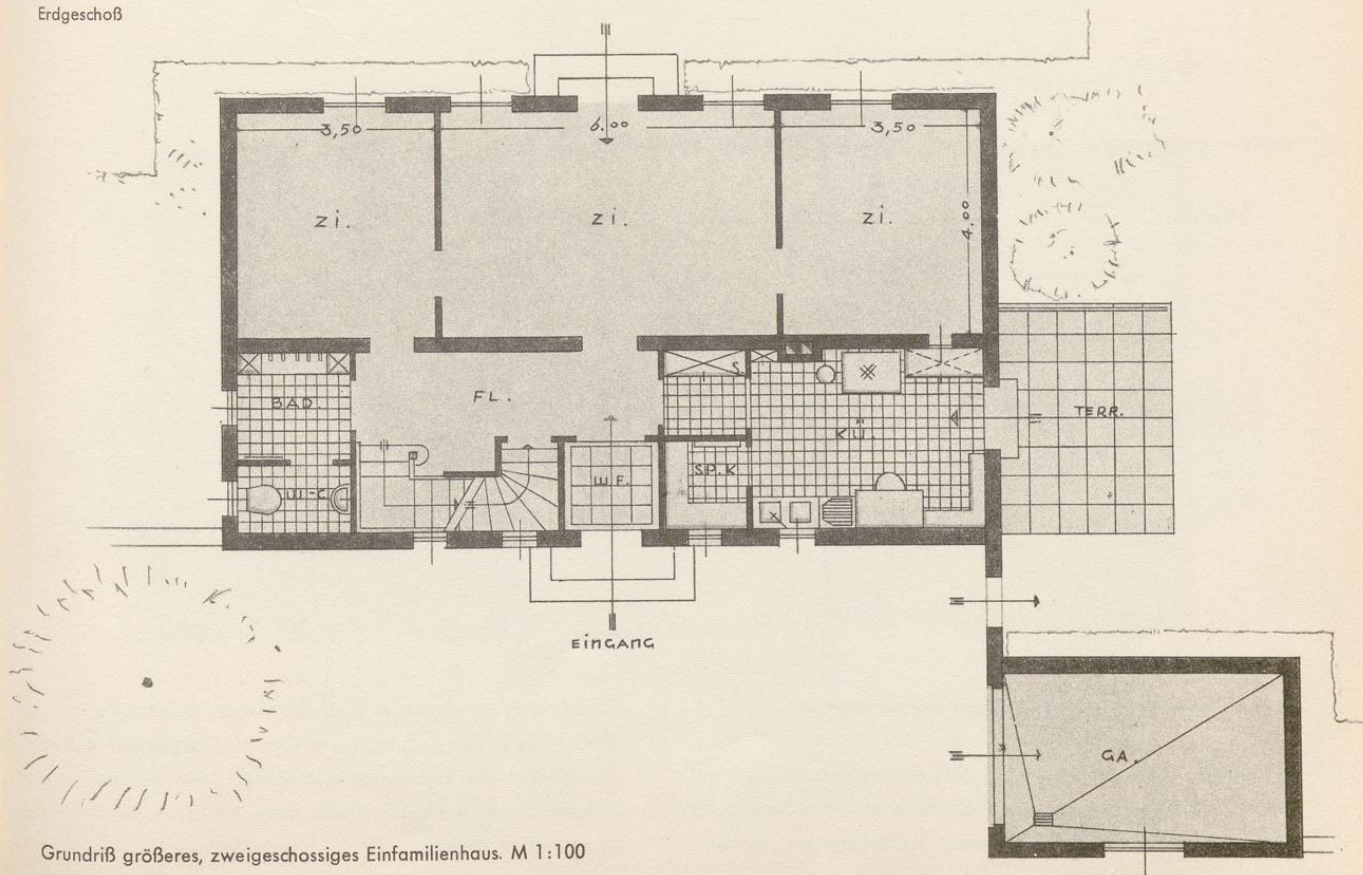 Erdgeschoß
3,50 6.00 3,50
Zi. Zi. Zi.
4.00
BAD. FL. KÜ. TERR.
W-C W.F. SP.K
EINGANG
GA.
Grundriß größeres, zweigeschossiges Einfamilienhaus. M 1:100